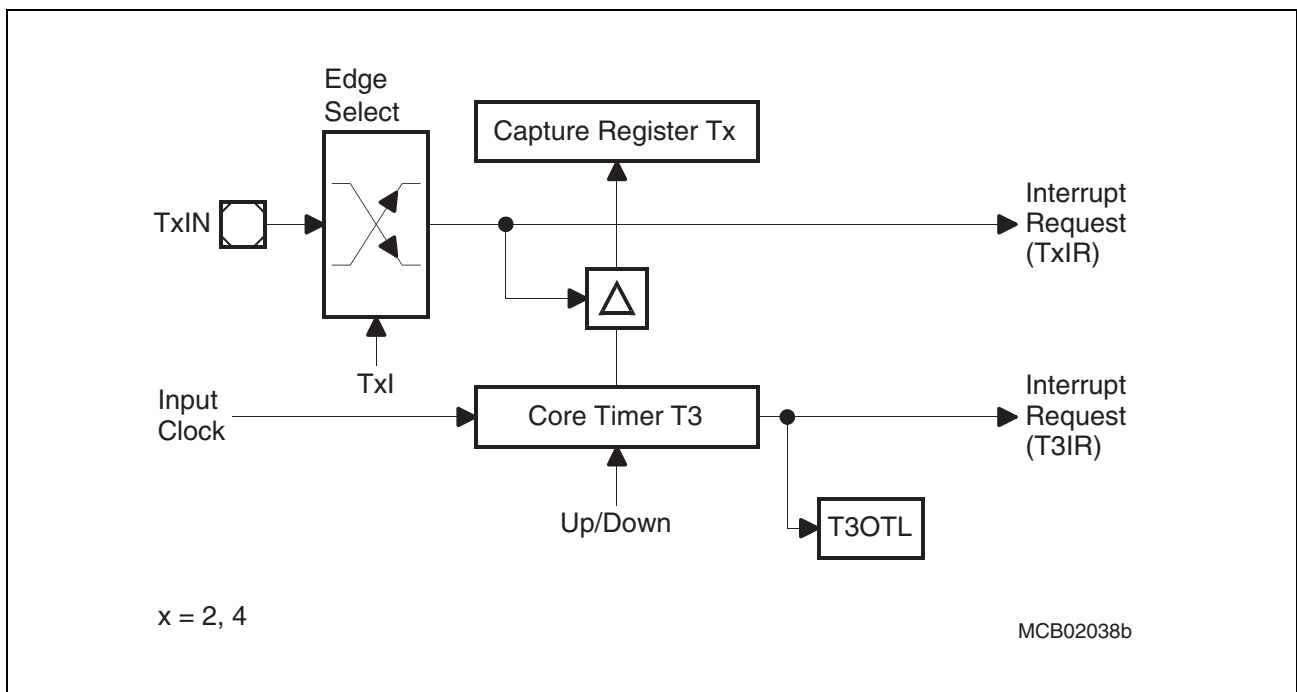 Edge
Select
Capture Register Tx
TxIN
Interrupt
Request
(TxIR)
TxI
Input
Clock
Core Timer T3
Interrupt
Request
(T3IR)
Up/Down
T3OTL
x = 2, 4
MCB02038b